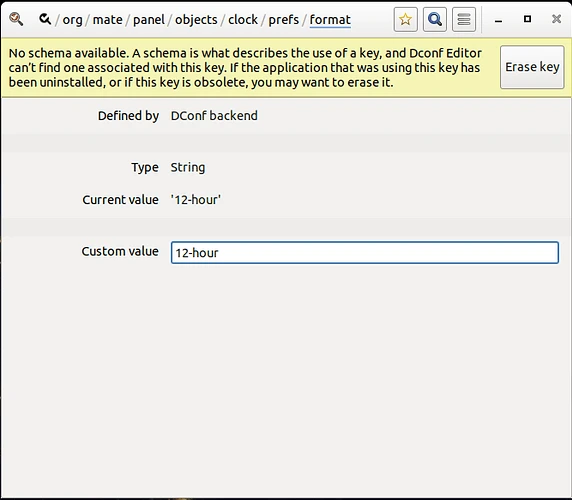 / org / mate / panel / objects / clock / prefs / format
No schema available. A schema is what describes the use of a key, and Dconf Editor
can’t find one associated with this key. If the application that was using this key has
been uninstalled, or if this key is obsolete, you may want to erase it.
Erase key
Defined by DConf backend
Type String
Current value '12-hour'
Custom value 12-hour